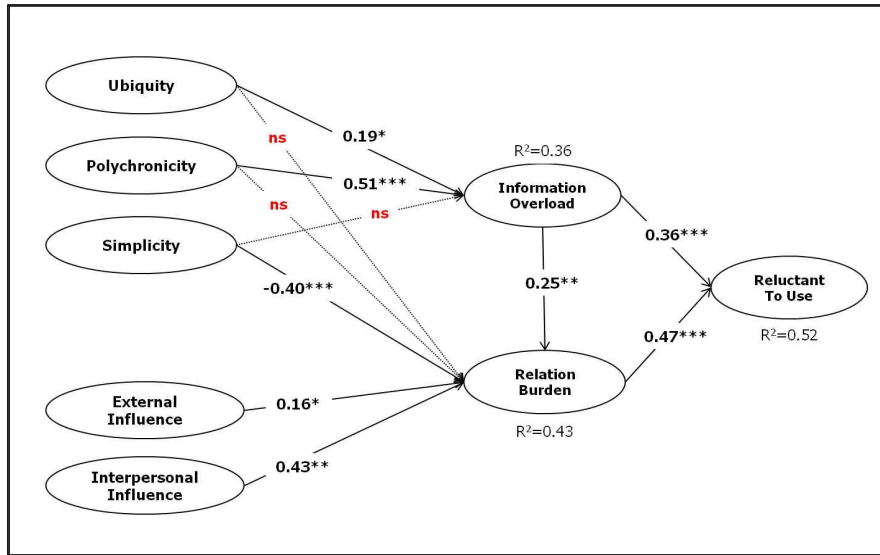 Ubiquity
ns
0.19*
R²=0.36
Polychronicity
0.51***
Information
Overload
ns
ns
Simplicity
0.36***
-0.40***
0.25**
Reluctant
To Use
0.47***
R²=0.52
Relation
Burden
External
Influence
0.16*
R²=0.43
Interpersonal
Influence
0.43**